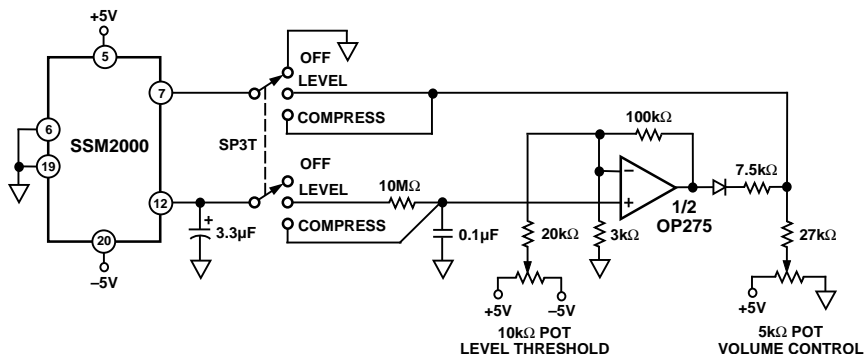 +5V
5
OFF
7
LEVEL
COMPRESS
6
SSM2000
SP3T
19
100kΩ
OFF
LEVEL
10MΩ
–
7.5kΩ
12
+
COMPRESS
1/2
OP275
+
3.3µF
0.1µF
20kΩ
3kΩ
27kΩ
20
–5V
+5V
–5V
+5V
10kΩ POT
LEVEL THRESHOLD
5kΩ POT
VOLUME CONTROL